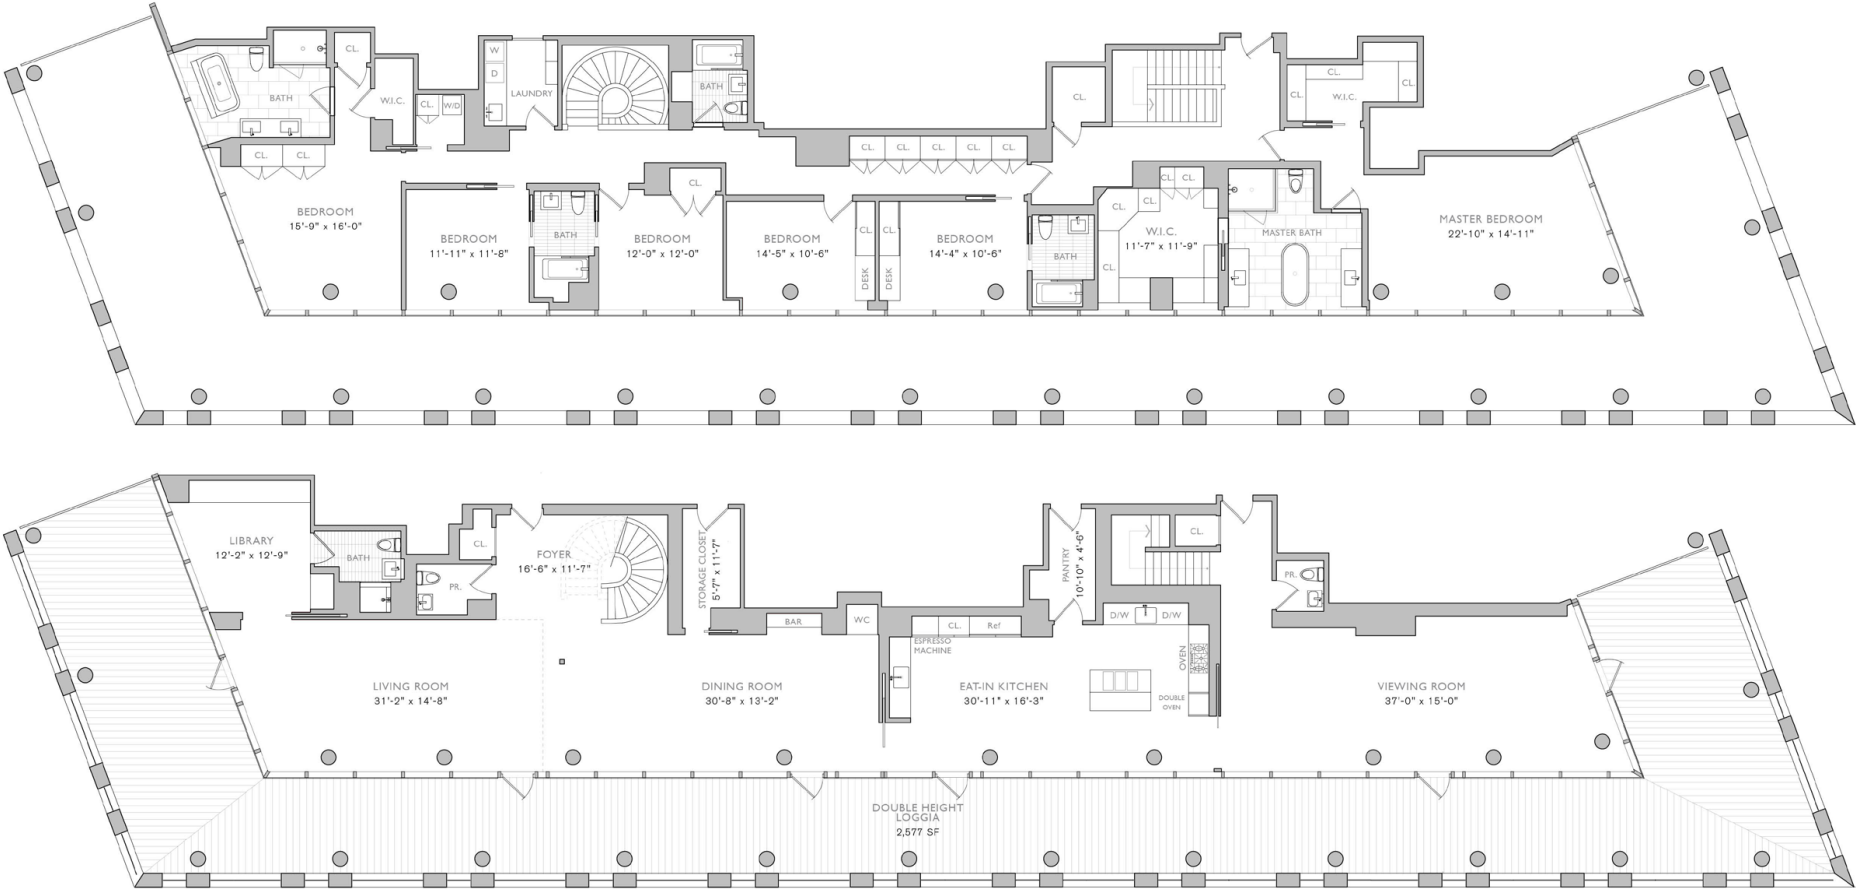 CL.
W
D
LAUNDRY
BATH
W.I.C.
CL.
W/D
BATH
CL.
CL.
CL.
W.I.C.
CL.
CL.
CL.
CL.
CL.
CL.
CL.
CL.
CL.
BEDROOM
15'-9" x 16'-0"
BEDROOM
11'-11" x 11'-8"
BATH
CL.
BEDROOM
12'-0" x 12'-0"
BEDROOM
14'-5" x 10'-6"
CL.
DESK
CL.
DESK
BEDROOM
14'-4" x 10'-6"
BATH
CL.
CL.
CL.
CL.
CL.
W.I.C.
11'-7" x 11'-9"
MASTER BATH
MASTER BEDROOM
22'-10" x 14'-11"
LIBRARY
12'-2" x 12'-9"
BATH
CL.
PR.
FOYER
16'-6" x 11'-7"
STORAGE CLOSET
5'-7" x 11'-7"
BAR
WC
PANTRY
10'-10" x 4'-6"
CL.
PR.
CL.
Ref
ESPRESSO
MACHINE
D/W
D/W
OVEN
DOUBLE
OVEN
LIVING ROOM
31'-2" x 14'-8"
DINING ROOM
30'-8" x 13'-2"
EAT-IN KITCHEN
30'-11" x 16'-3"
VIEWING ROOM
37'-0" x 15'-0"
DOUBLE HEIGHT
LOGGIA
2,577 SF